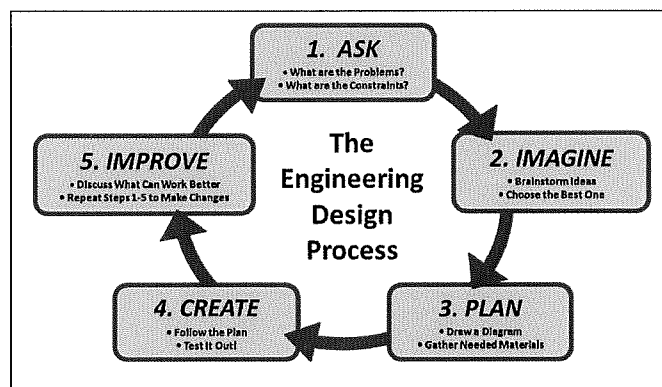 1. ASK
• What are the Problems?
• What are the Constraints?
The
Engineering
Design
Process
2. IMAGINE
• Brainstorm Ideas
• Choose the Best One
3. PLAN
• Draw a Diagram
• Gather Needed Materials
4. CREATE
• Follow the Plan
• Test It Out!
5. IMPROVE
• Discuss What Can Work Better
• Repeat Steps 1-5 to Make Changes